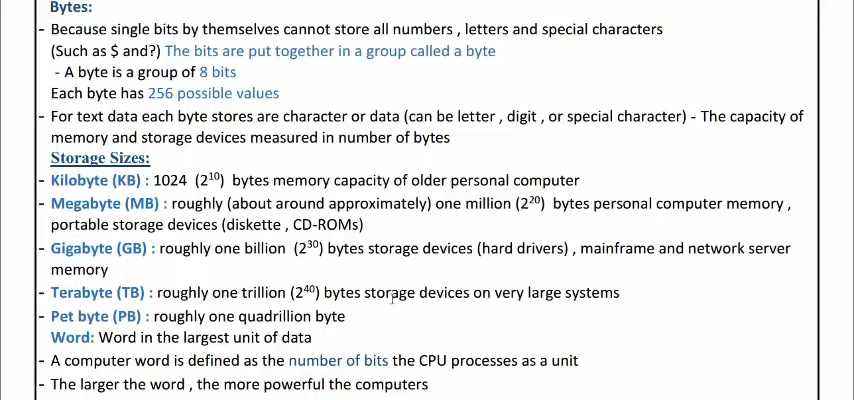 Bytes:
- Because single bits by themselves cannot store all numbers , letters and special characters
(Such as $ and?) The bits are put together in a group called a byte
- A byte is a group of 8 bits
Each byte has 256 possible values
- For text data each byte stores are character or data (can be letter , digit , or special character) - The capacity of
memory and storage devices measured in number of bytes
Storage Sizes:
- Kilobyte (KB) : 1024 (2¹⁰) bytes memory capacity of older personal computer
- Megabyte (MB) : roughly (about around approximately) one million (2²⁰) bytes personal computer memory ,
portable storage devices (diskette , CD-ROMs)
- Gigabyte (GB) : roughly one billion (2³⁰) bytes storage devices (hard drivers) , mainframe and network server
memory
- Terabyte (TB) : roughly one trillion (2⁴⁰) bytes storage devices on very large systems
- Pet byte (PB) : roughly one quadrillion byte
Word: Word in the largest unit of data
- A computer word is defined as the number of bits the CPU processes as a unit
- The larger the word , the more powerful the computers